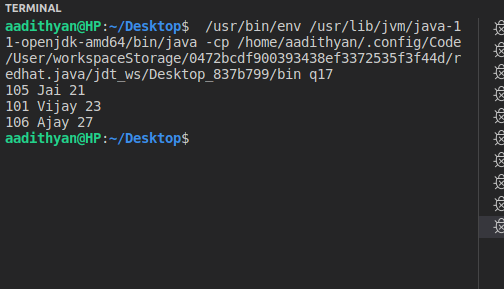 TERMINAL
aadithyan@HP:~/Desktop$  /usr/bin/env /usr/lib/jvm/java-1
1-openjdk-amd64/bin/java -cp /home/aadithyan/.config/Code
/User/workspaceStorage/0472bcdf900393438ef3372535f3f44d/r
edhat.java/jdt_ws/Desktop_837b799/bin q17
105 Jai 21
101 Vijay 23
106 Ajay 27
aadithyan@HP:~/Desktop$